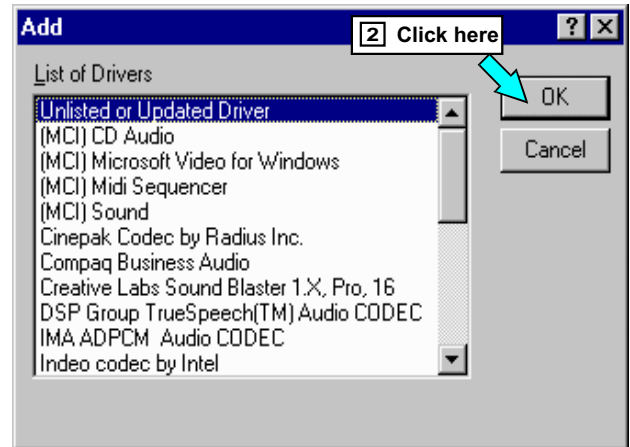 Add
2 Click here
? X
List of Drivers
OK
Cancel
Unlisted or Updated Driver
(MCI) CD Audio
(MCI) Microsoft Video for Windows
(MCI) Midi Sequencer
(MCI) Sound
Cinepak Codec by Radius Inc.
Compaq Business Audio
Creative Labs Sound Blaster 1.X, Pro, 16
DSP Group TrueSpeech(TM) Audio CODEC
IMA ADPCM  Audio CODEC
Indeo codec by Intel